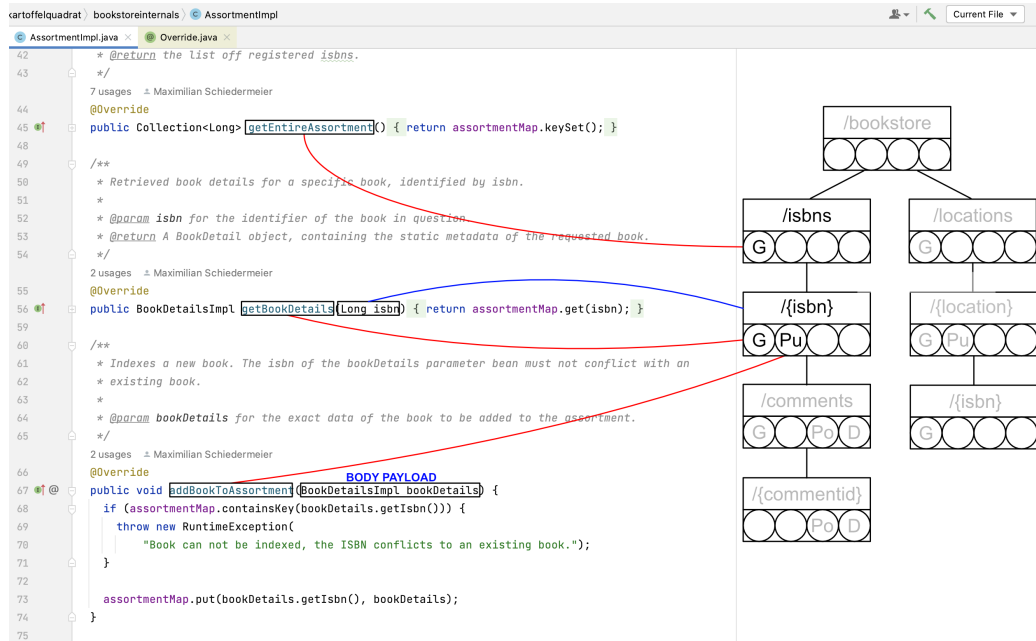 kartoffelquadrat > bookstoreinternals > AssortmentImpl
Current File
AssortmentImpl.java
Override.java
42 * @return the list off registered isbns.
43 */
7 usages Maximilian Schiedermeier
44 @Override
45 public Collection<Long> getEntireAssortment() { return assortmentMap.keySet(); }
48
49 /**
50 * Retrieved book details for a specific book, identified by isbn.
51 *
52 * @param isbn for the identifier of the book in question
53 * @return A BookDetail object, containing the static metadata of the requested book.
54 */
2 usages Maximilian Schiedermeier
55 @Override
56 public BookDetailsImpl getBookDetails(Long isbn) { return assortmentMap.get(isbn); }
59
60 /**
61 * Indexes a new book. The isbn of the bookDetails parameter bean must not conflict with an
62 * existing book.
63 *
64 * @param bookDetails for the exact data of the book to be added to the assortment.
65 */
2 usages Maximilian Schiedermeier
66 @Override
BODY PAYLOAD
67 @ public void addBookToAssortment(BookDetailsImpl bookDetails) {
68 if (assortmentMap.containsKey(bookDetails.getIsbn())) {
69 throw new RuntimeException(
70 "Book can not be indexed, the ISBN conflicts to an existing book.");
71 }
72
73 assortmentMap.put(bookDetails.getIsbn(), bookDetails);
74 }
75
/bookstore
/isbns
G
/locations
G
/{isbn}
G Pu
/{location}
G Pu
/comments
G Po D
/{isbn}
G
/{commentid}
Po D